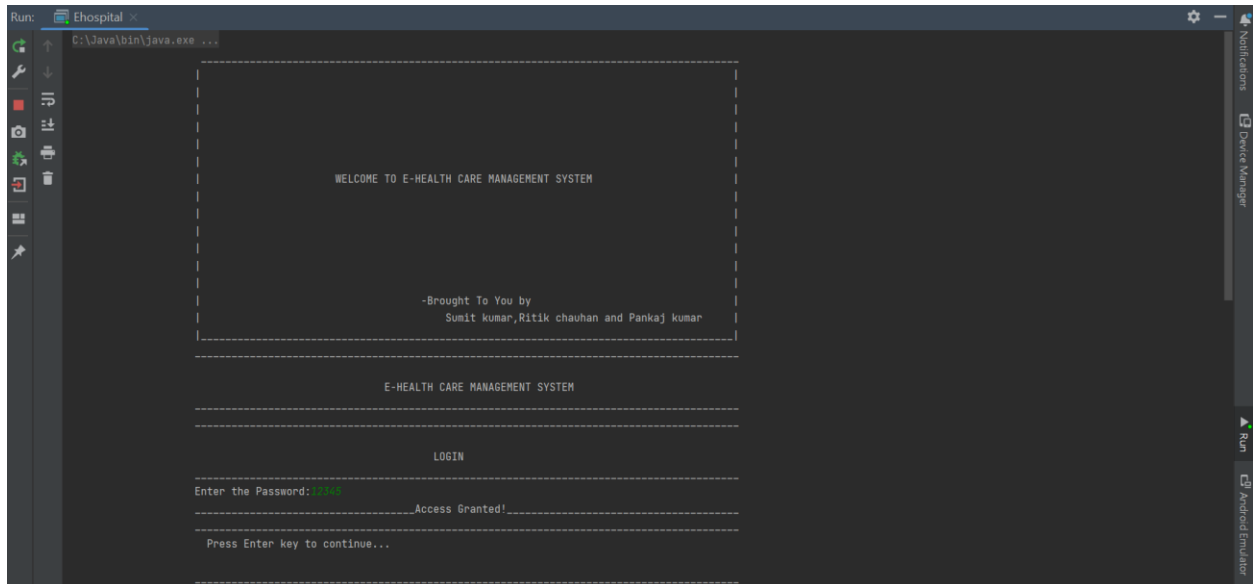 Run: Ehospital
C:\Java\bin\java.exe ...
WELCOME TO E-HEALTH CARE MANAGEMENT SYSTEM
-Brought To You by
Sumit kumar,Ritik chauhan and Pankaj kumar
E-HEALTH CARE MANAGEMENT SYSTEM
LOGIN
Enter the Password:12345
Access Granted!
Press Enter key to continue...
Notifications
Device Manager
Run
Android Emulator